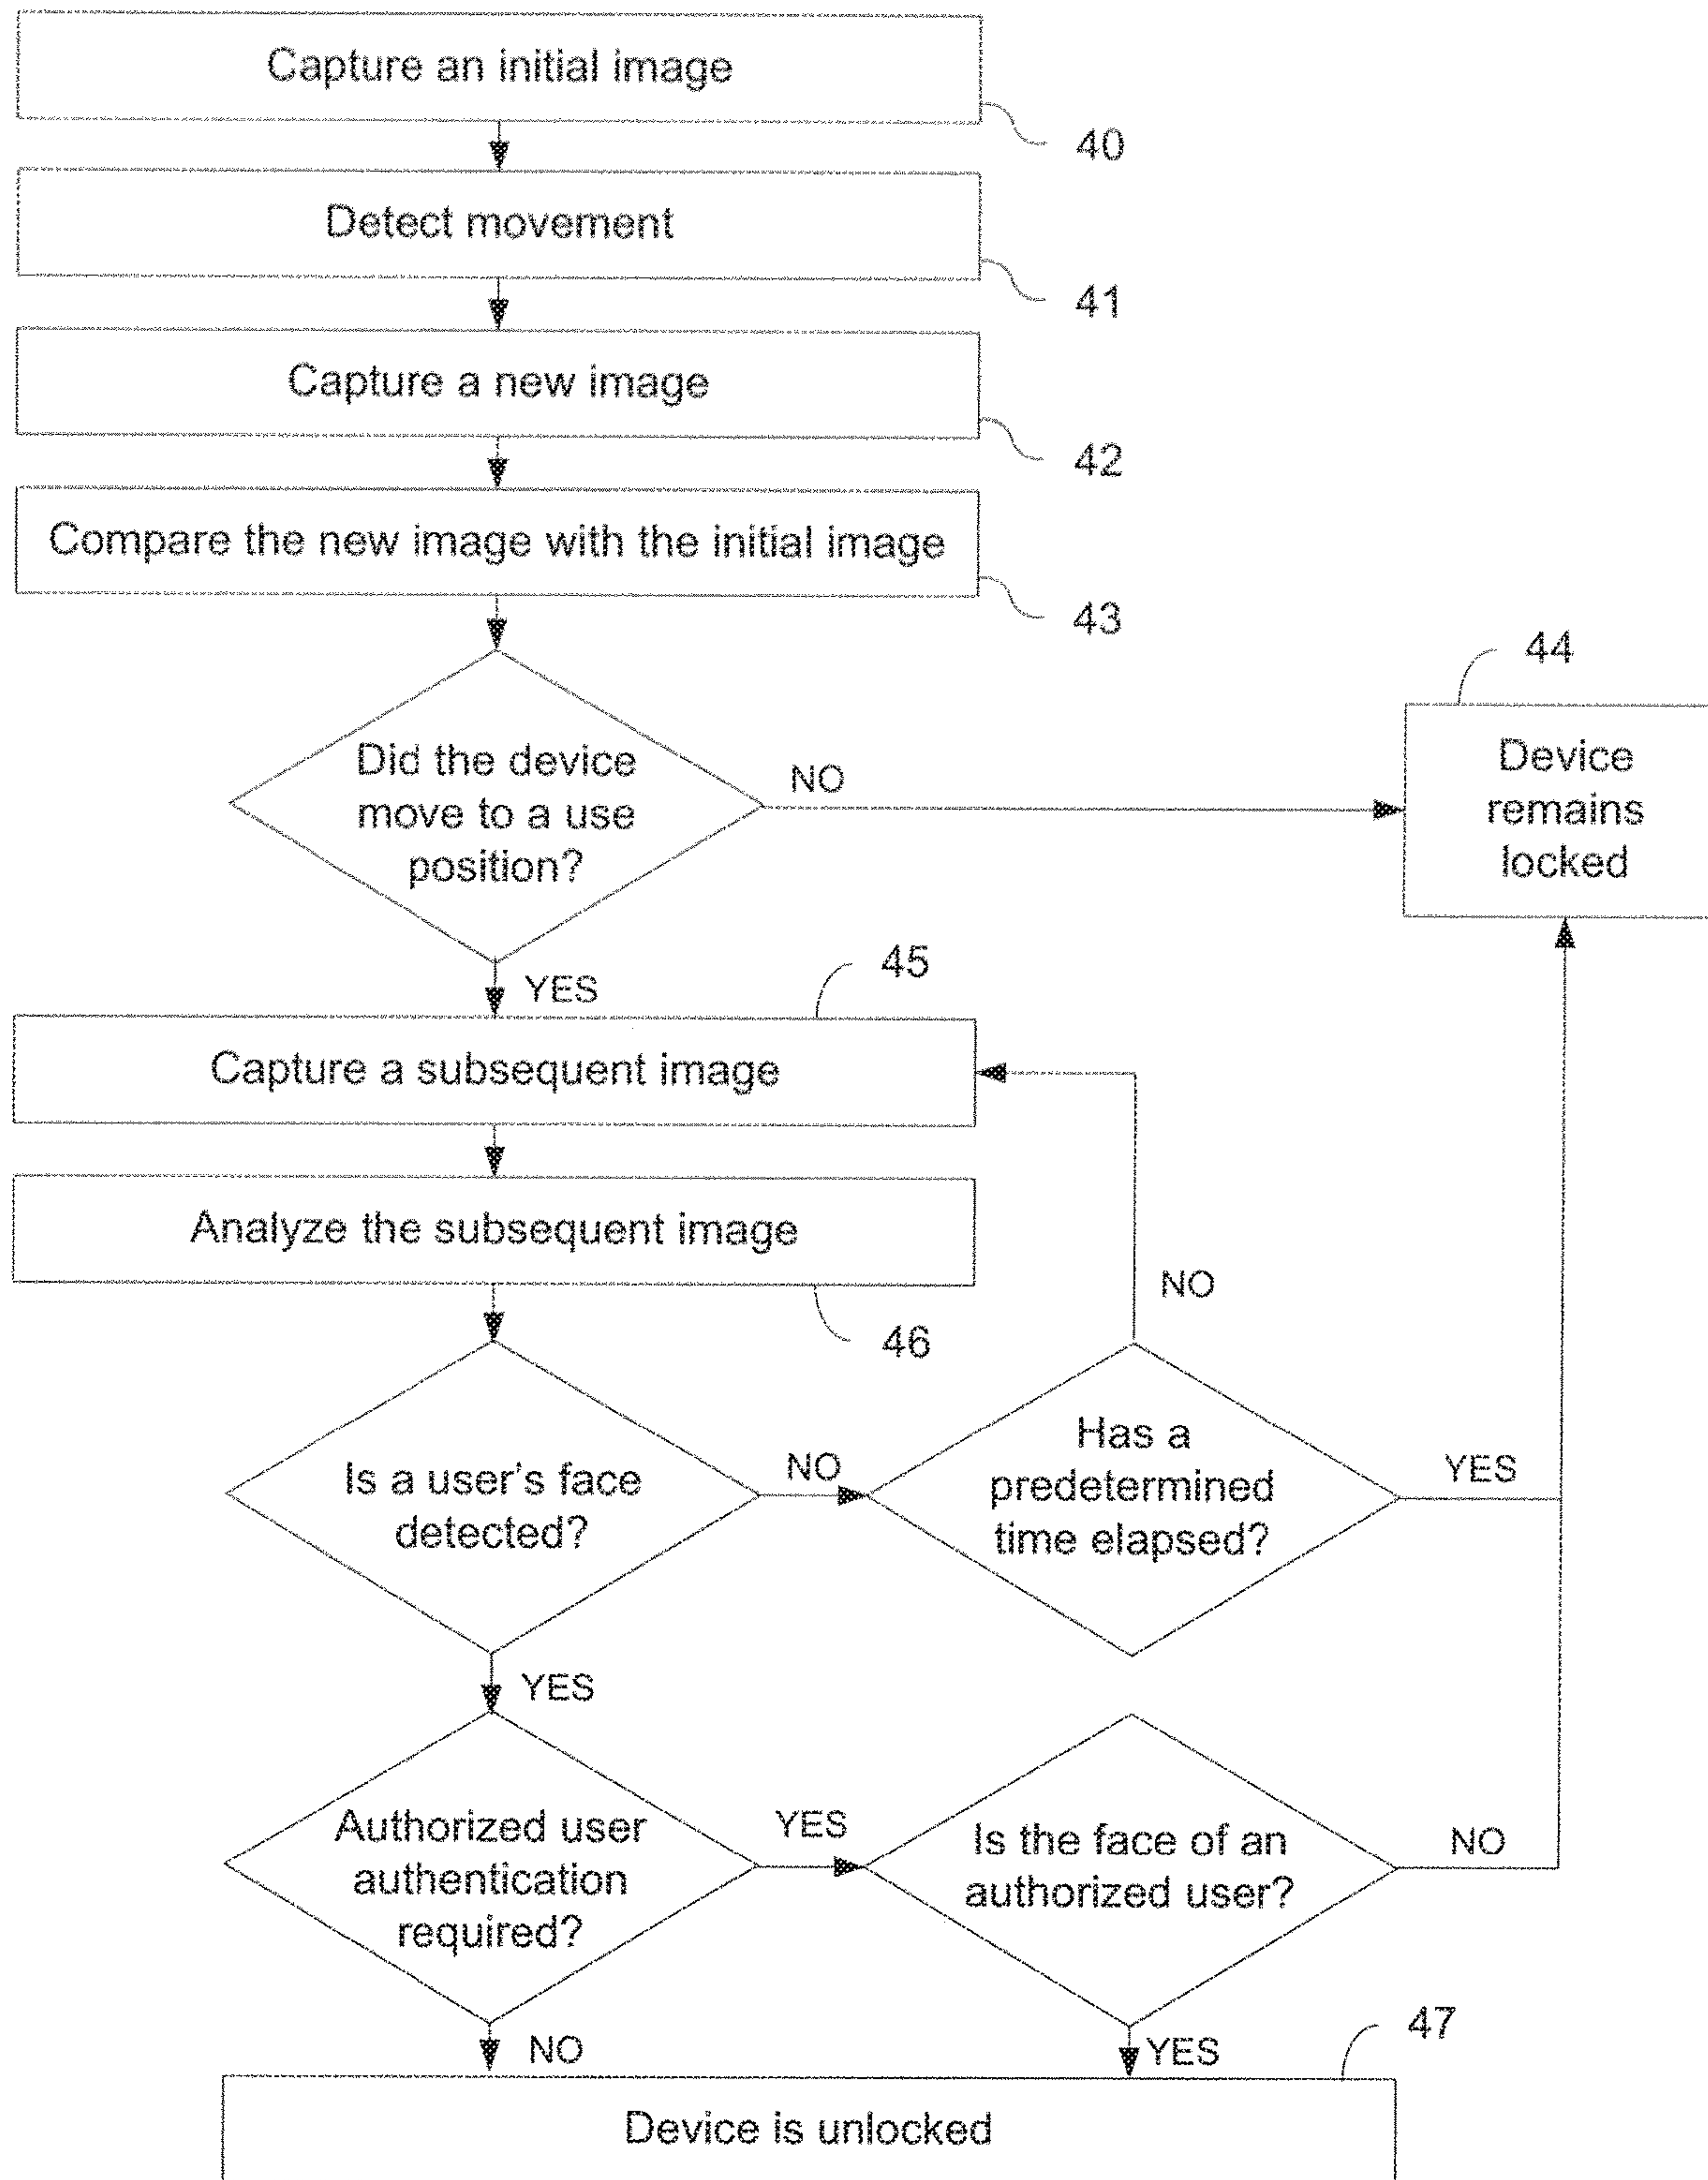 Capture an initial image
40
Detect movement
41
Capture a new image
42
Compare the new image with the initial image
43
Did the device
move to a use
position?
NO
44
Device
remains
locked
YES
45
Capture a subsequent image
Analyze the subsequent image
46
Is a user's face
detected?
NO
Has a
predetermined
time elapsed?
NO
YES
YES
Authorized user
authentication
required?
YES
Is the face of an
authorized user?
NO
NO
YES
47
Device is unlocked